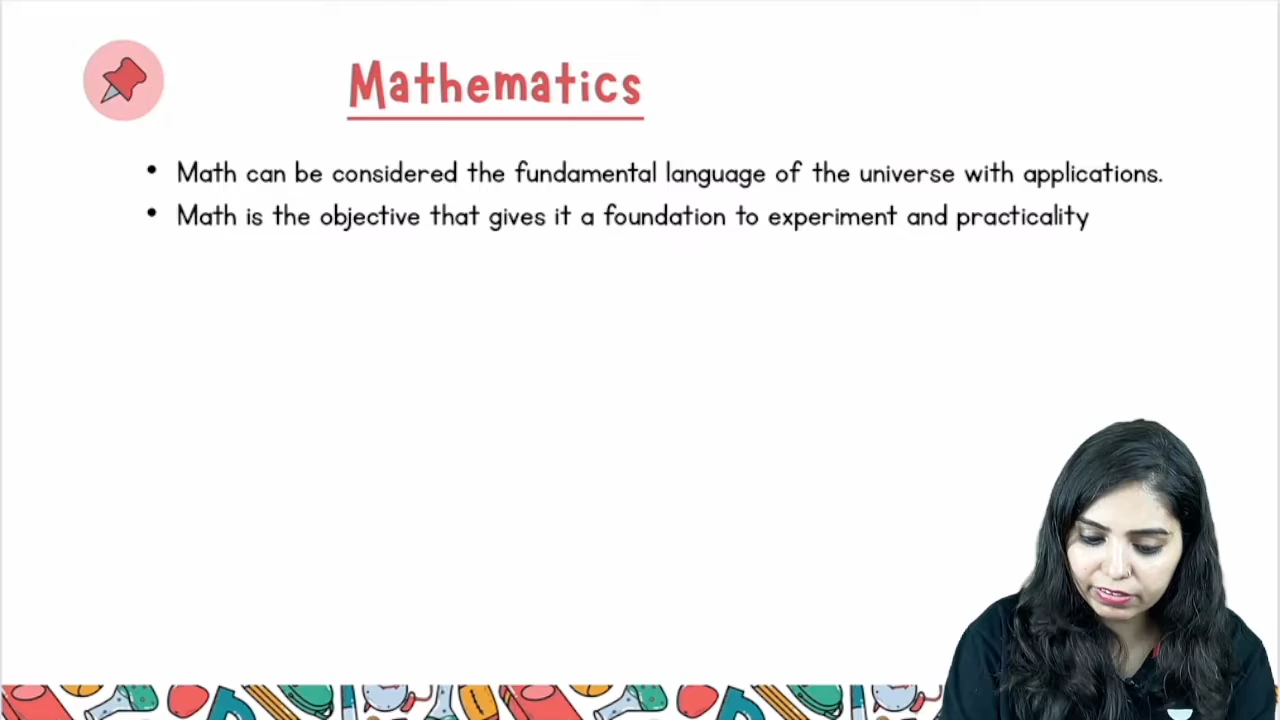 Mathematics
• Math can be considered the fundamental language of the universe with applications.
• Math is the objective that gives it a foundation to experiment and practicality